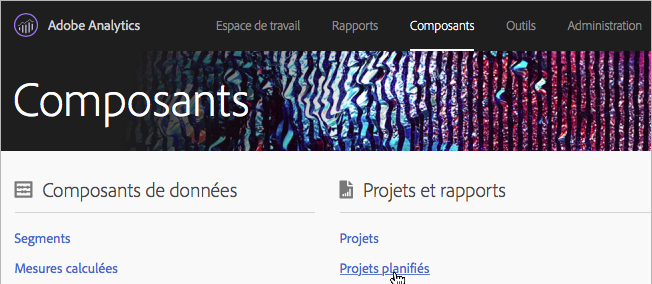 Adobe Analytics Espace de travail Rapports Composants Outils Administration
Composants
Composants de données
Segments
Mesures calculées
Projets et rapports
Projets
Projets planifiés